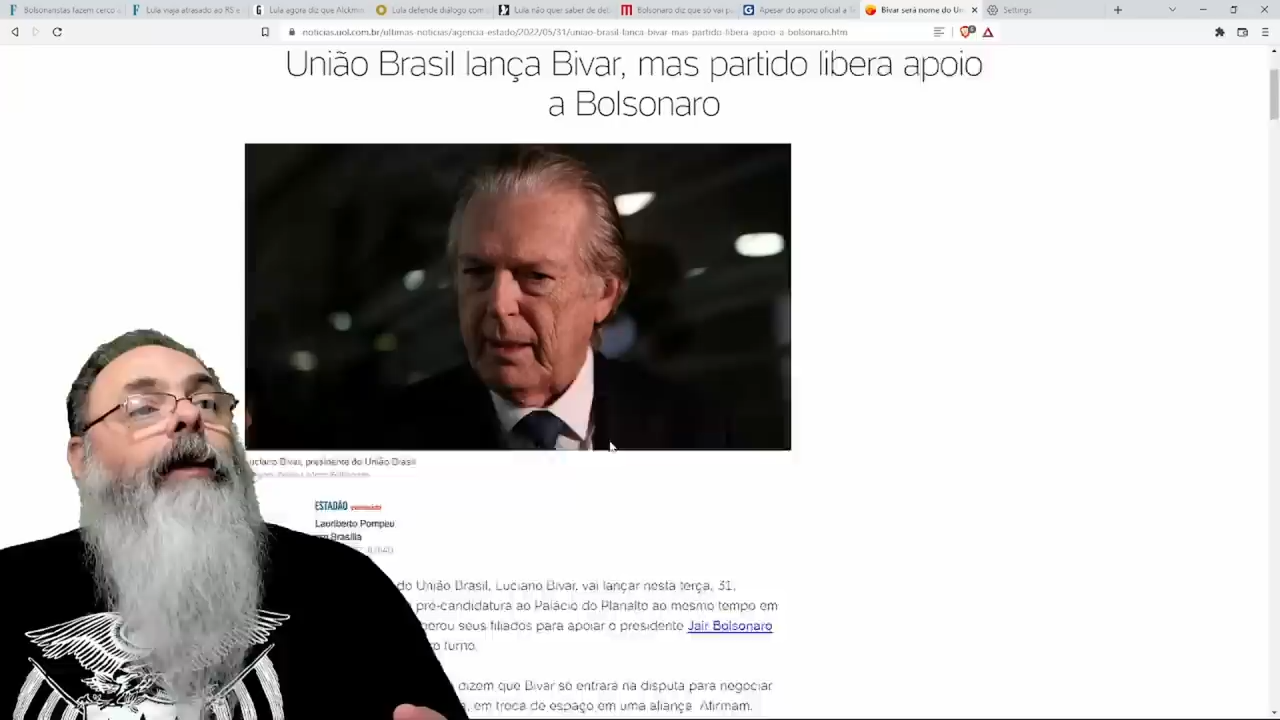 Bolsonaristas fazem cerco
Lula viaja atrasado ao RS e
Lula agora diz que Alckmin
Lula defende diálogo com
Lula não quer saber de de
Bolsonaro diz que só vai p
Apesar do apoio oficial a
Bivar será nome do Un
Settings
noticias.uol.com.br/ultimas-noticias/agencia-estado/2022/05/31/uniao-brasil-lanca-bivar-mas-partido-libera-apoio-a-bolsonaro.htm
União Brasil lança Bivar, mas partido libera apoio
a Bolsonaro
Luciano Bivar, presidente do União Brasil
ESTADÃO
Lauriberto Pompeu
em Brasília
do União Brasil, Luciano Bivar, vai lançar nesta terça, 31,
pré-candidatura ao Palácio do Planalto ao mesmo tempo em
erou seus filiados para apoiar o presidente Jair Bolsonaro
ro turno.
dizem que Bivar só entrará na disputa para negociar
, em troca de espaço em uma aliança. Afirmam,